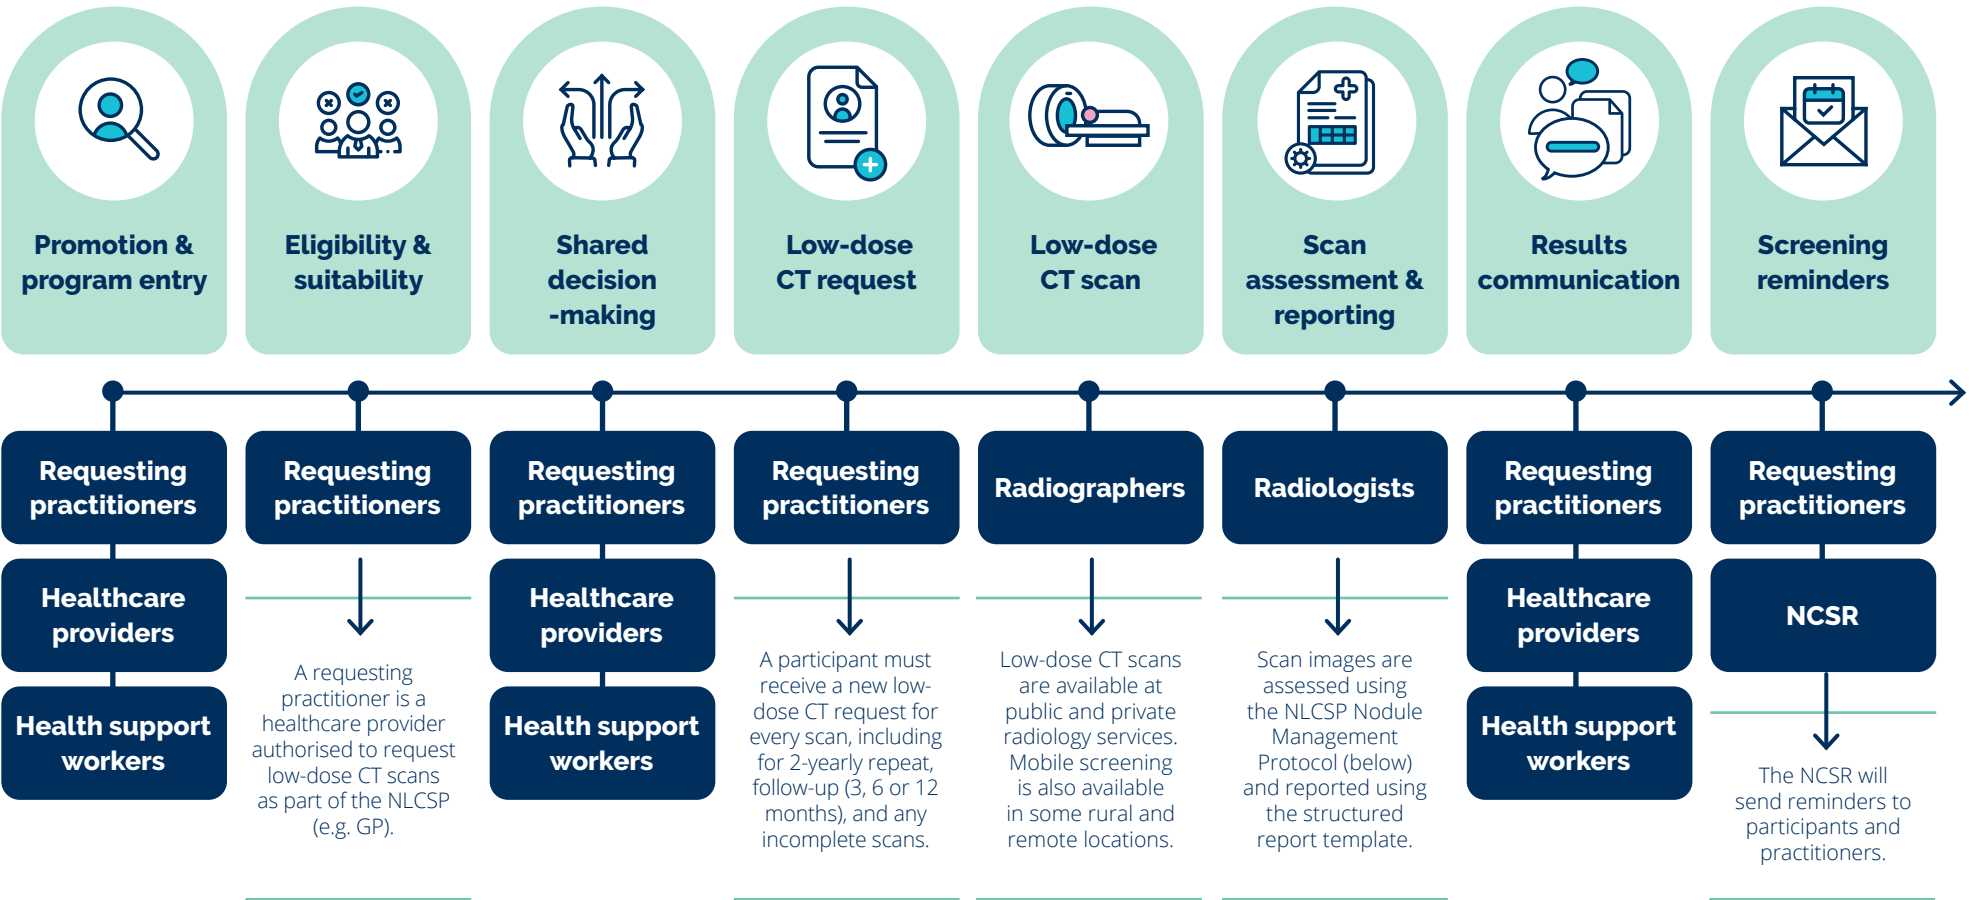 Promotion &
program entry
Eligibility &
suitability
Shared
decision
-making
Low-dose
CT request
Low-dose
CT scan
Scan
assessment &
reporting
Results
communication
Screening
reminders
Requesting
practitioners
Healthcare
providers
Health support
workers
Requesting
practitioners
A requesting
practitioner is a
healthcare provider
authorised to request
low-dose CT scans
as part of the NLCSP
(e.g. GP).
Requesting
practitioners
Healthcare
providers
Health support
workers
Requesting
practitioners
A participant must
receive a new low-
dose CT request for
every scan, including
for 2-yearly repeat,
follow-up (3, 6 or 12
months), and any
incomplete scans.
Radiographers
Low-dose CT scans
are available at
public and private
radiology services.
Mobile screening
is also available
in some rural and
remote locations.
Radiologists
Scan images are
assessed using
the NLCSP Nodule
Management
Protocol (below)
and reported using
the structured
report template.
Requesting
practitioners
Healthcare
providers
Health support
workers
Requesting
practitioners
NCSR
The NCSR will
send reminders to
participants and
practitioners.